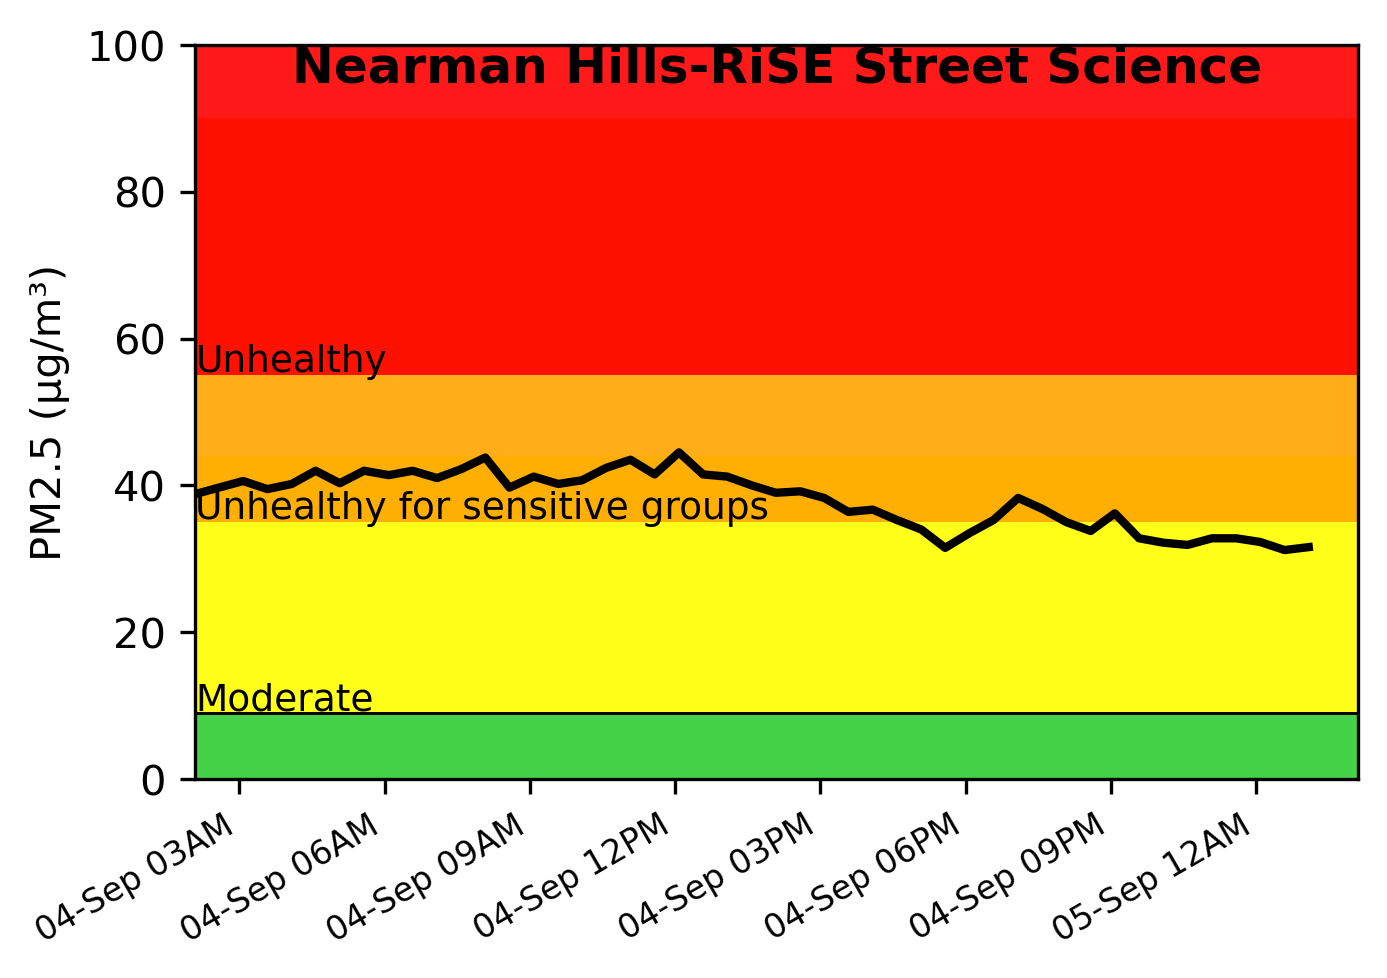 Nearman Hills-RiSE Street Science
100
80
60
40
20
0
PM2.5 (µg/m³)
Unhealthy
Unhealthy for sensitive groups
Moderate
04-Sep 03AM
04-Sep 06AM
04-Sep 09AM
04-Sep 12PM
04-Sep 03PM
04-Sep 06PM
04-Sep 09PM
05-Sep 12AM